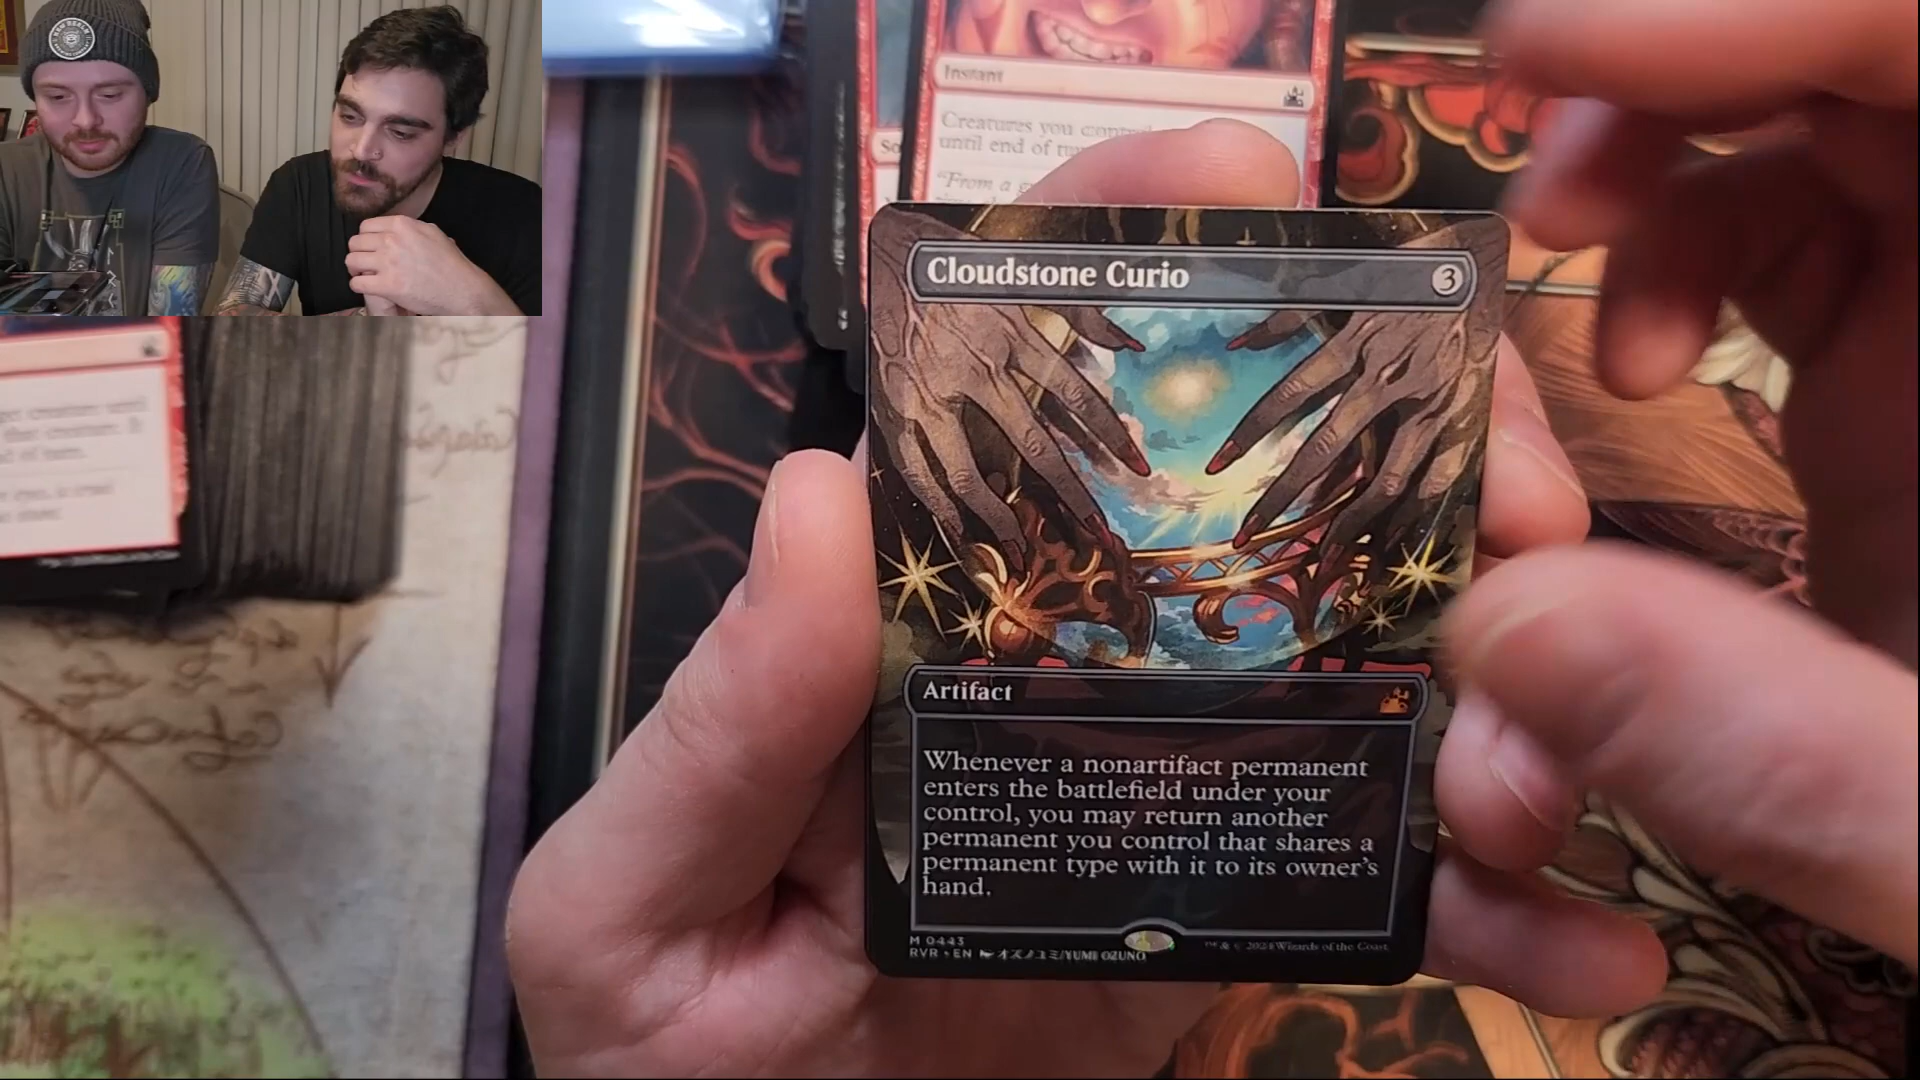 Instant
Creatures you control
until end of tu
"From a g
So
Cloudstone Curio
3
Artifact
Whenever a nonartifact permanent
enters the battlefield under your
control, you may return another
permanent you control that shares a
permanent type with it to its owner's
hand.
M 0443
RVR • EN オズノユミ/YUMI OZUNO
™ & © 2024 Wizards of the Coast